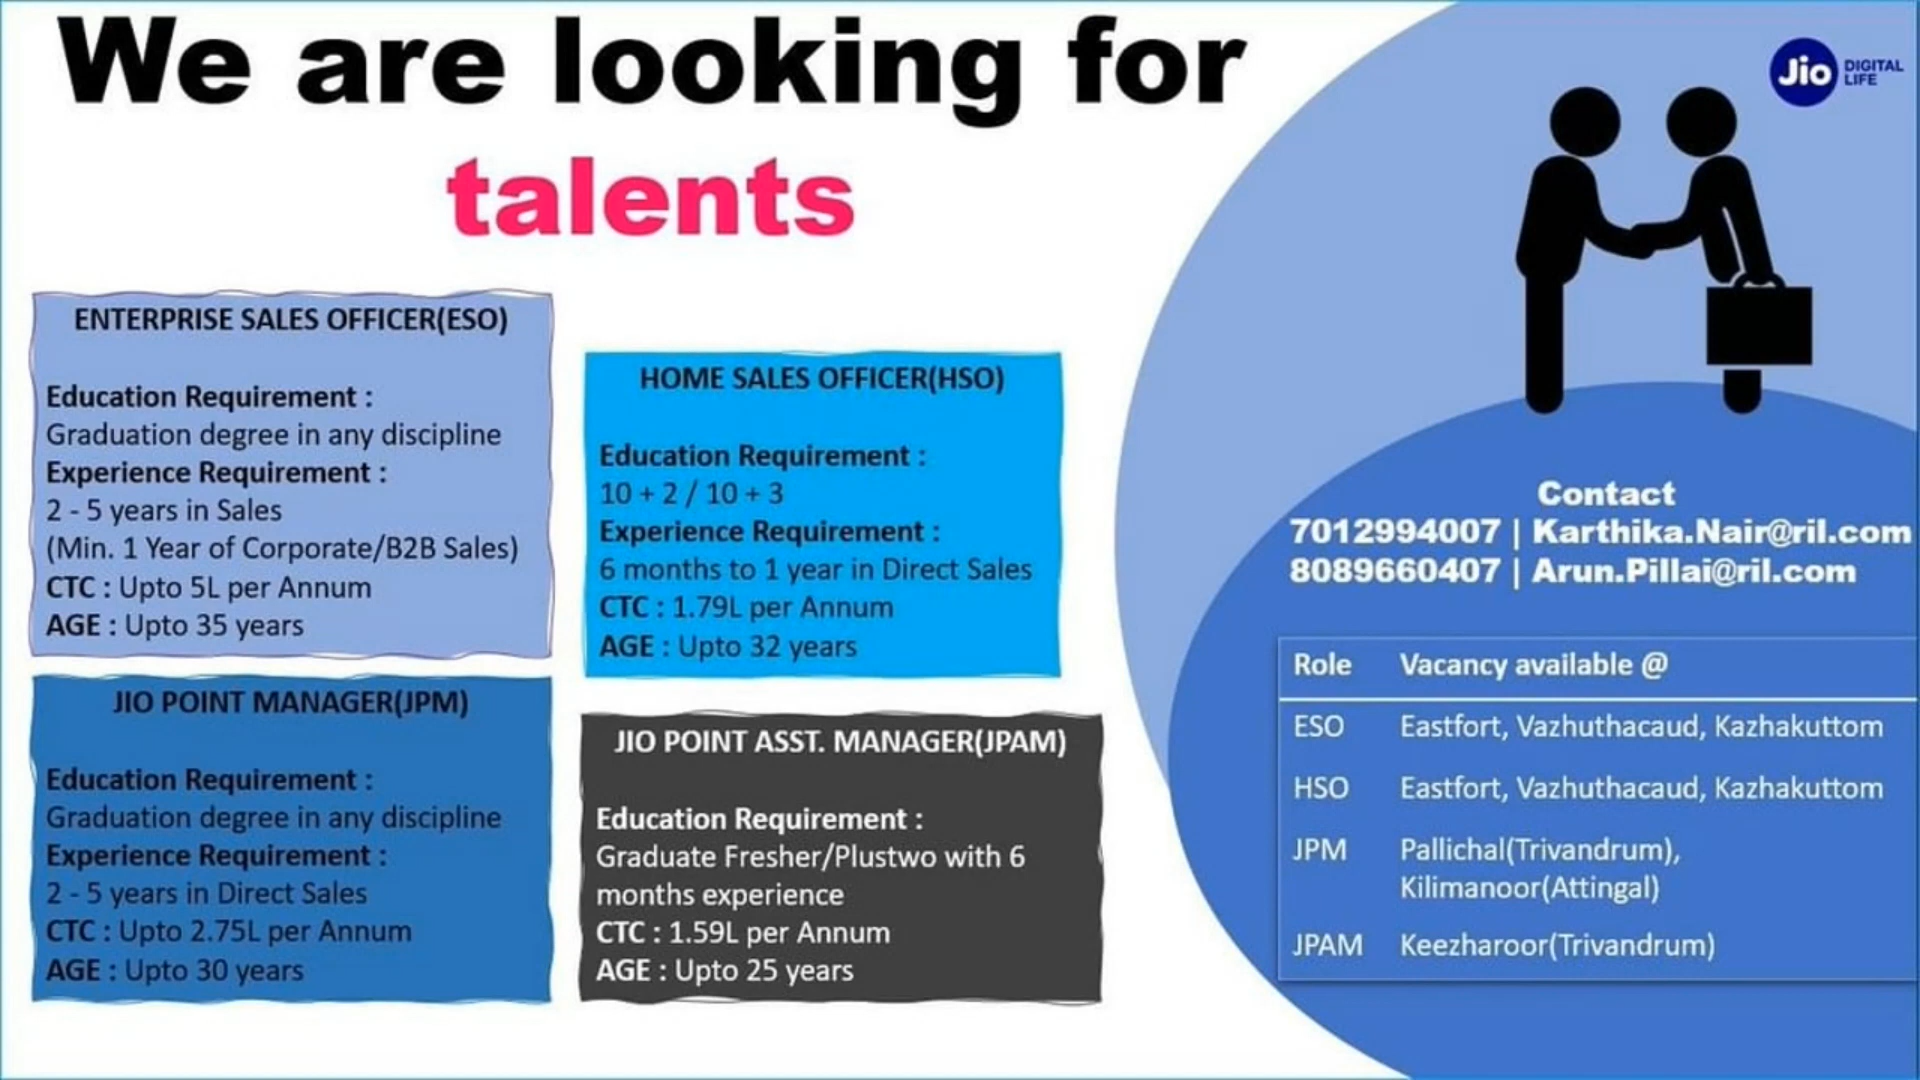 We are looking for
talents
Jio DIGITAL
LIFE
ENTERPRISE SALES OFFICER(ESO)
Education Requirement :
Graduation degree in any discipline
Experience Requirement :
2 - 5 years in Sales
(Min. 1 Year of Corporate/B2B Sales)
CTC : Upto 5L per Annum
AGE : Upto 35 years
HOME SALES OFFICER(HSO)
Education Requirement :
10 + 2 / 10 + 3
Experience Requirement :
6 months to 1 year in Direct Sales
CTC : 1.79L per Annum
AGE : Upto 32 years
JIO POINT MANAGER(JPM)
Education Requirement :
Graduation degree in any discipline
Experience Requirement :
2 - 5 years in Direct Sales
CTC : Upto 2.75L per Annum
AGE : Upto 30 years
JIO POINT ASST. MANAGER(JPAM)
Education Requirement :
Graduate Fresher/Plustwo with 6
months experience
CTC : 1.59L per Annum
AGE : Upto 25 years
Contact
7012994007 | Karthika.Nair@ril.com
8089660407 | Arun.Pillai@ril.com
Role Vacancy available @
ESO Eastfort, Vazhuthacaud, Kazhakuttom
HSO Eastfort, Vazhuthacaud, Kazhakuttom
JPM Pallichal(Trivandrum),
Kilimanoor(Attingal)
JPAM Keezharoor(Trivandrum)